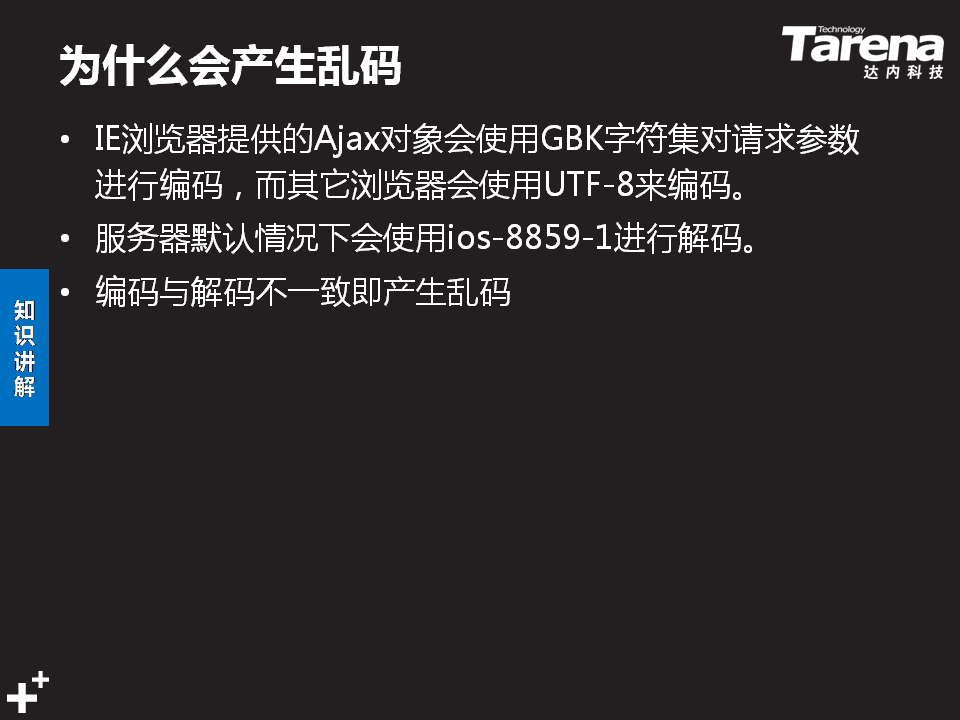 为什么会产生乱码
Technology
Tarena
达内科技
• IE浏览器提供的Ajax对象会使用GBK字符集对请求参数
进行编码，而其它浏览器会使用UTF-8来编码。
• 服务器默认情况下会使用ios-8859-1进行解码。
• 编码与解码不一致即产生乱码
知
识
讲
解